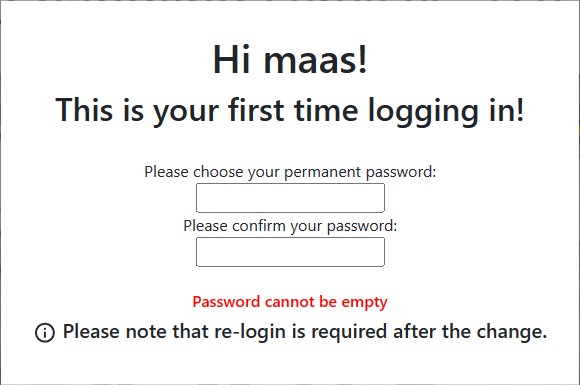 Hi maas!
This is your first time logging in!
Please choose your permanent password:
Please confirm your password:
Password cannot be empty
Please note that re-login is required after the change.